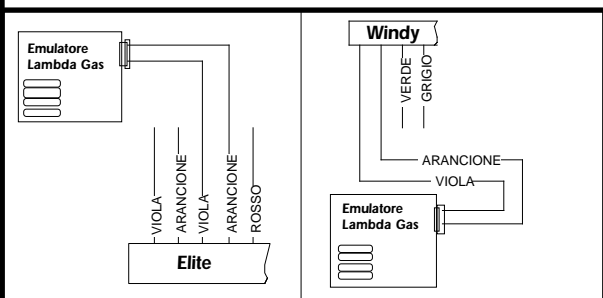 Emulatore
Lambda Gas
VIOLA
ARANCIONE
VIOLA
ARANCIONE
ROSSO
Elite
Windy
VERDE
GRIGIO
ARANCIONE
VIOLA
Emulatore
Lambda Gas